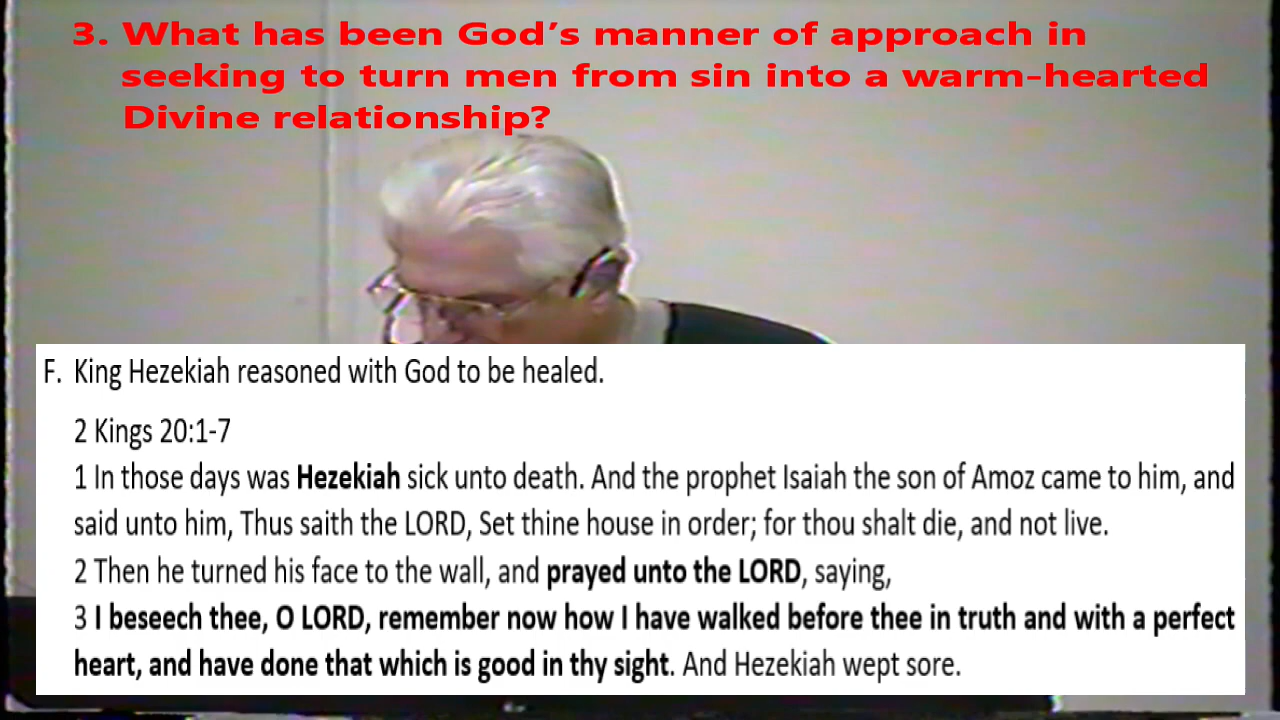 3. What has been God’s manner of approach in
seeking to turn men from sin into a warm-hearted
Divine relationship?
F. King Hezekiah reasoned with God to be healed.
2 Kings 20:1-7
1 In those days was Hezekiah sick unto death. And the prophet Isaiah the son of Amoz came to him, and
said unto him, Thus saith the LORD, Set thine house in order; for thou shalt die, and not live.
2 Then he turned his face to the wall, and prayed unto the LORD, saying,
3 I beseech thee, O LORD, remember now how I have walked before thee in truth and with a perfect
heart, and have done that which is good in thy sight. And Hezekiah wept sore.